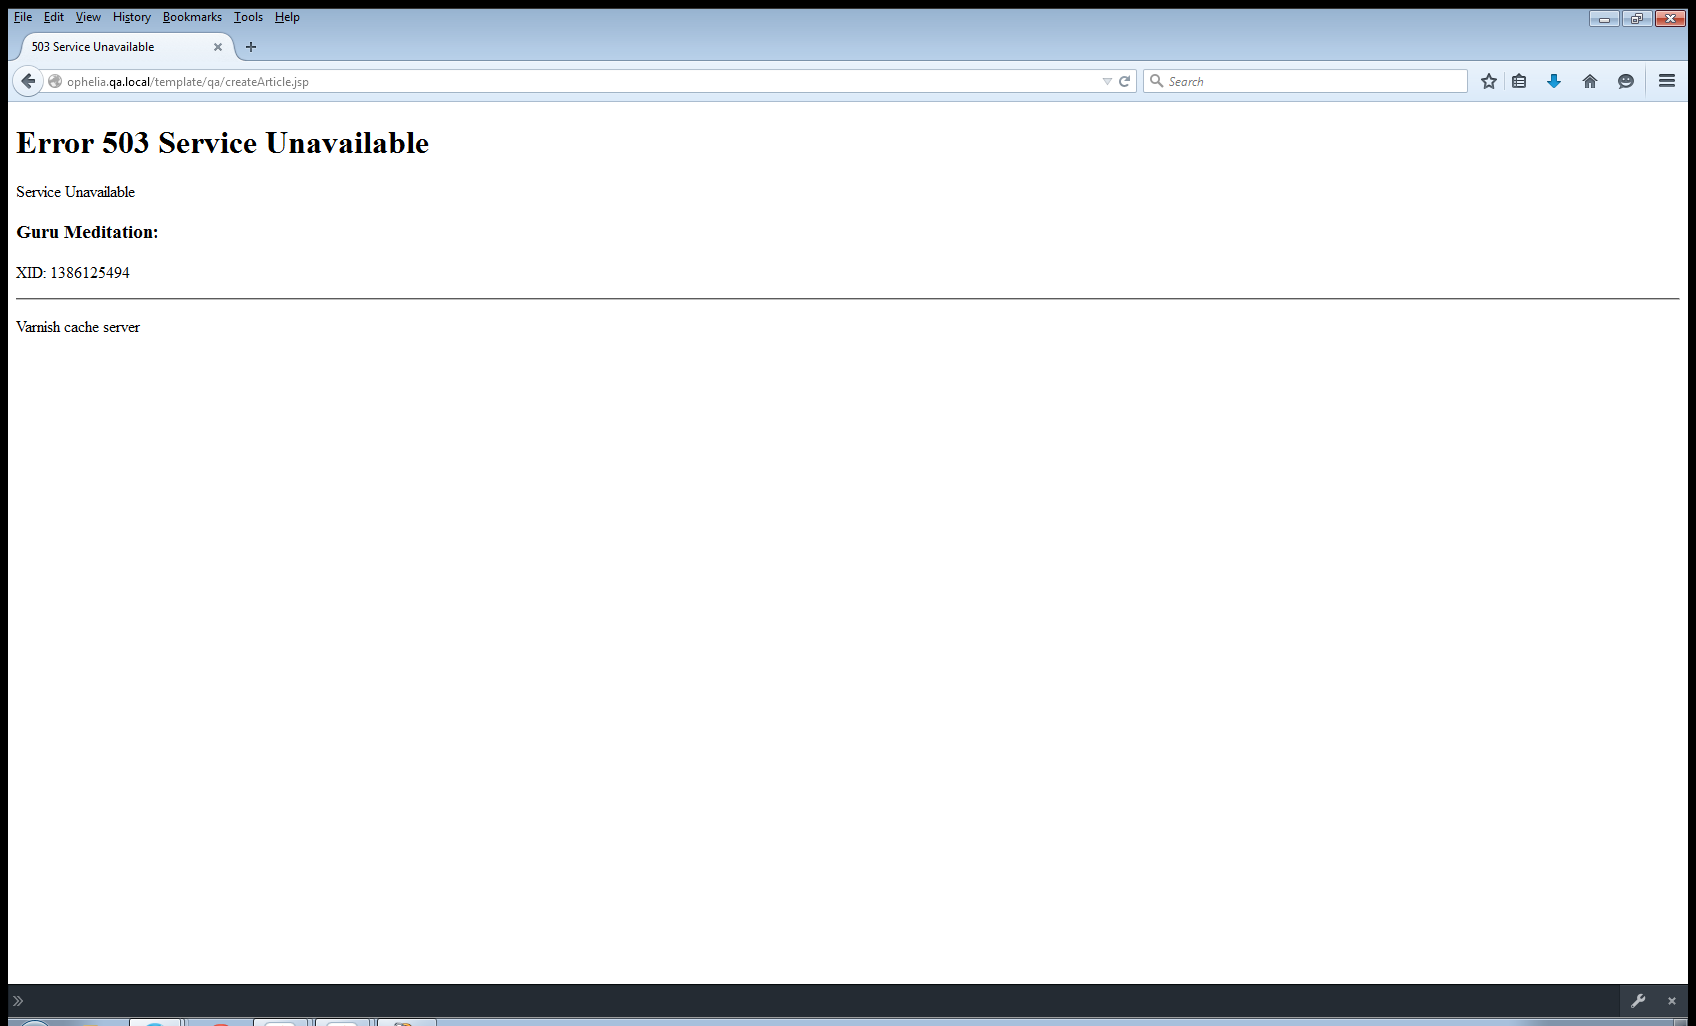 File Edit View History Bookmarks Tools Help
503 Service Unavailable
ophelia.qa.local/template/qa/createArticle.jsp
Search
Error 503 Service Unavailable
Service Unavailable
Guru Meditation:
XID: 1386125494
Varnish cache server